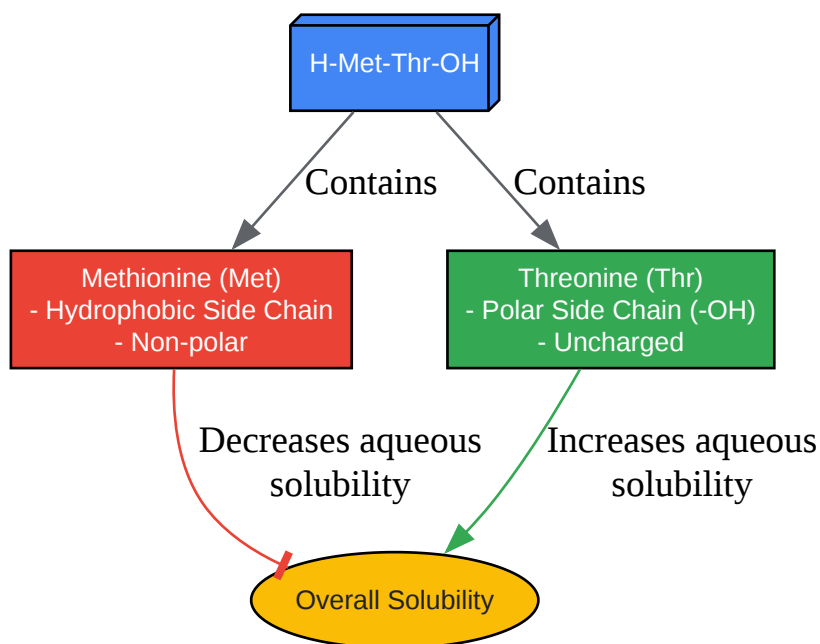 H-Met-Thr-OH
Contains
Contains
Methionine (Met)
- Hydrophobic Side Chain
- Non-polar
Threonine (Thr)
- Polar Side Chain (-OH)
- Uncharged
Decreases aqueous
solubility
Increases aqueous
solubility
Overall Solubility